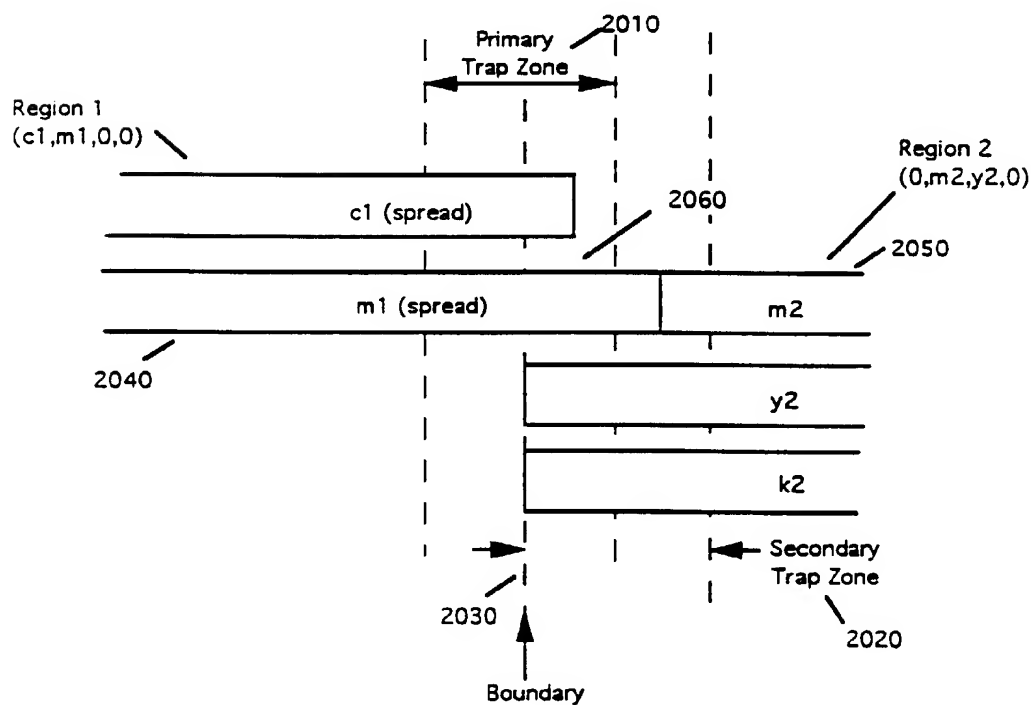 2010
Primary
Trap Zone
Region 1
(c1,m1,0,0)
Region 2
(0,m2,y2,0)
c1 (spread)
2060
2050
m1 (spread)
m2
2040
y2
k2
Secondary
Trap Zone
2030
2020
Boundary